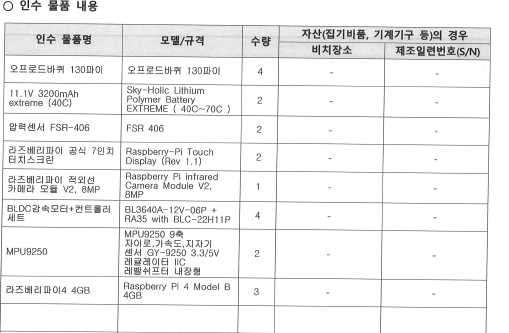 ○ 인수 물품 내용
인수 물품명 모델/규격 수량 자산(집기비품, 기계기구 등)의 경우
비치장소 제조일련번호(S/N)
오프로드바퀴 130파이 오프로드바퀴 130파이 4 - -
11.1V 3200mAh
extreme (40C)
Sky-Holic Lithium
Polymer Battery
EXTREME ( 40C~70C )
2 - -
압력센서 FSR-406 FSR 406 2 - -
라즈베리파이 공식 7인치
터치스크린
Raspberry-Pi Touch
Display (Rev 1.1)
2 - -
라즈베리파이 적외선
카메라 모듈 V2, 8MP
Raspberry Pi infrared
Camera Module V2,
8MP
1 - -
BLDC감속모터+컨트롤러
세트
BL3640A-12V-06P +
RA35 with BLC-22H11P
4 - -
MPU9250
MPU9250 9축
자이로,가속도,지자기
센서 GY-9250 3.3/5V
레귤레이터 IIC
레벨쉬프터 내장형
2 - -
라즈베리파이4 4GB
Raspberry Pi 4 Model B
4GB
3 - -